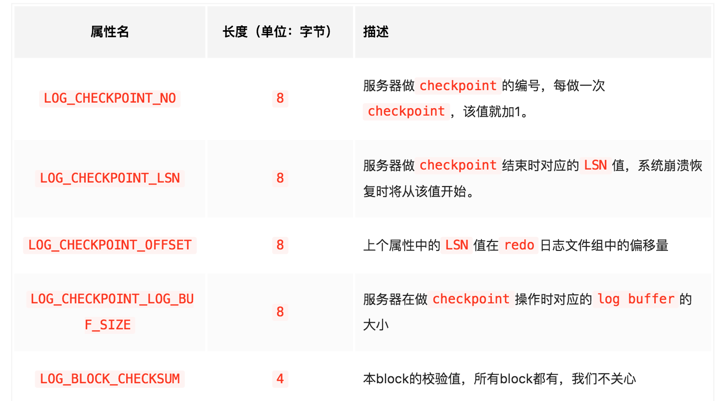 属性名 长度（单位：字节） 描述
LOG_CHECKPOINT_NO 8 服务器做 checkpoint 的编号，每做一次
checkpoint ，该值就加1。
LOG_CHECKPOINT_LSN 8 服务器做 checkpoint 结束时对应的 LSN 值，系统崩溃恢
复时将从该值开始。
LOG_CHECKPOINT_OFFSET 8 上个属性中的 LSN 值在 redo 日志文件组中的偏移量
LOG_CHECKPOINT_LOG_BU
F_SIZE 8 服务器在做 checkpoint 操作时对应的 log buffer 的
大小
LOG_BLOCK_CHECKSUM 4 本block的校验值，所有block都有，我们不关心